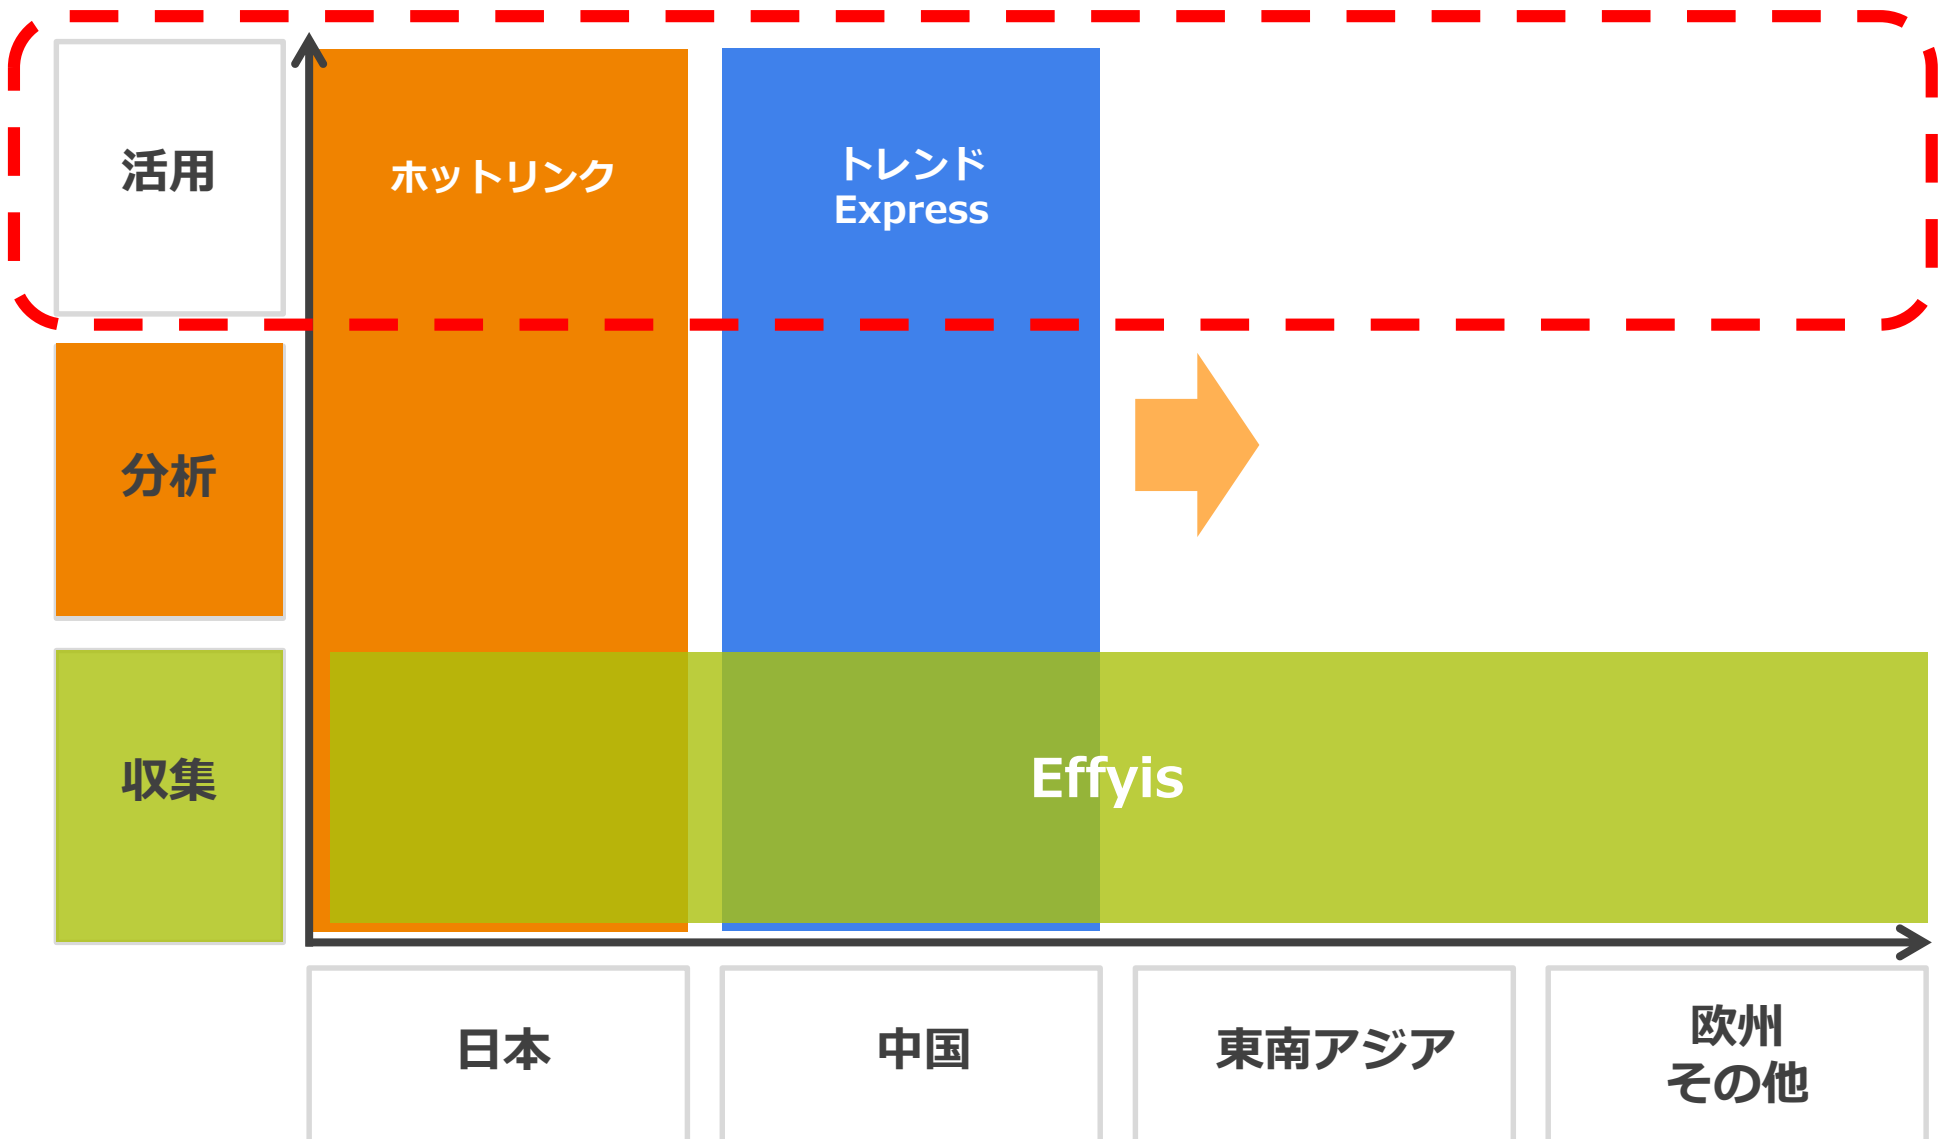 活用
ホットリンク
トレンド
Express
分析
収集
Effyis
日本
中国
東南アジア
欧州
その他